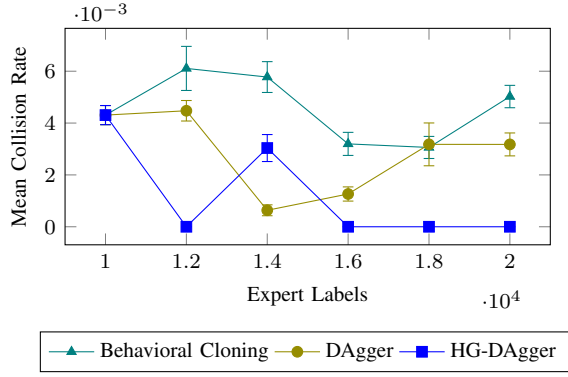 ·10⁻³
Mean Collision Rate
6
4
2
0
1 1.2 1.4 1.6 1.8 2
Expert Labels
·10⁴
Behavioral Cloning DAgger HG-DAgger